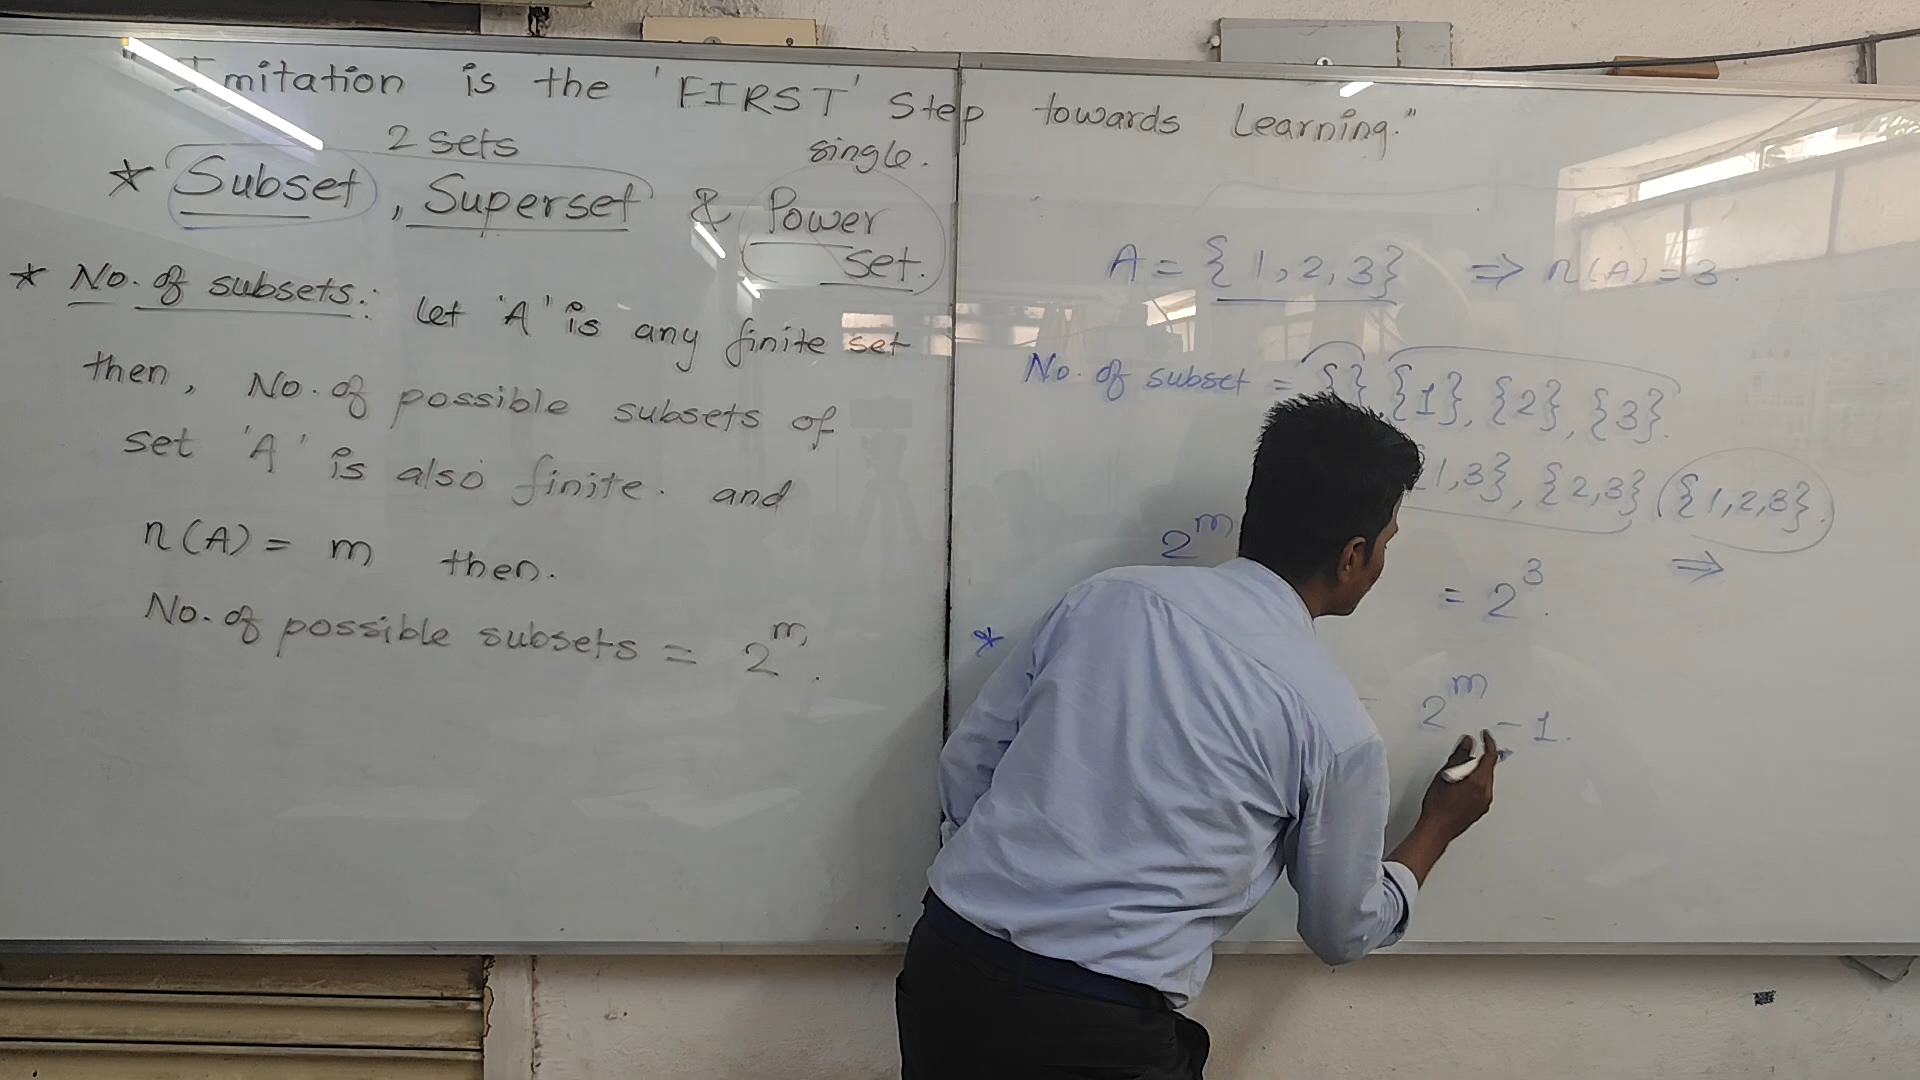 "Imitation is the 'FIRST' Step towards Learning."
2 sets single.
* Subset, Superset & Power set.
* No. of subsets: Let 'A' is any finite set
then, No. of possible subsets of
set 'A' is also finite. and
n(A) = m then.
No. of possible subsets = 2^m.
A = {1,2,3} ⇒ n(A) = 3.
No. of subset = {} {1}, {2}, {3}.
1,3}, {2,3} {1,2,3}.
2^m = 2^3. ⇒
*
2^m - 1.